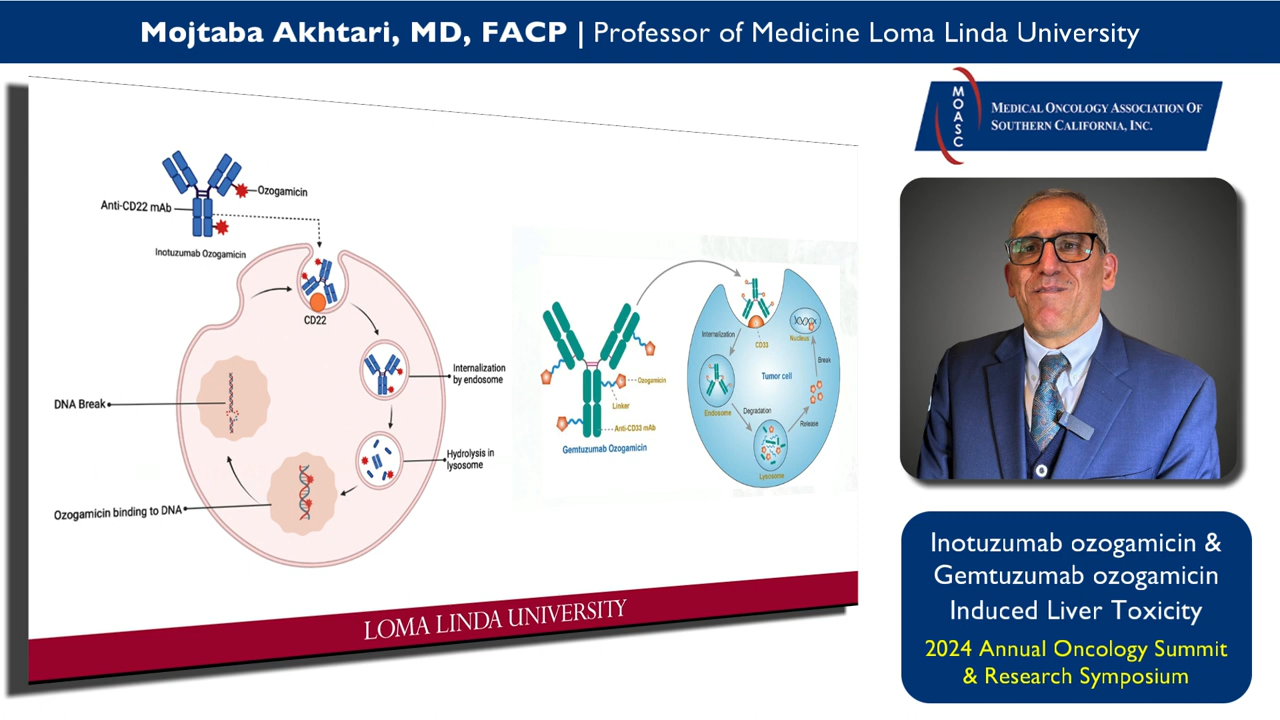 Mojtaba Akhtari, MD, FACP | Professor of Medicine Loma Linda University
MOASC
MEDICAL ONCOLOGY ASSOCIATION OF
SOUTHERN CALIFORNIA, INC.
Ozogamicin
Anti-CD22 mAb
Inotuzumab Ozogamicin
CD22
Internalization
by endosome
DNA Break
Hydrolysis in
lysosome
Ozogamicin binding to DNA
Internalization
CD33
Nucleus
Break
Tumor cell
Ozogamicin
Linker
Endosome
Degradation
Anti-CD33 mAb
Release
Gemtuzumab Ozogamicin
Lysosome
LOMA LINDA UNIVERSITY
Inotuzumab ozogamicin &
Gemtuzumab ozogamicin
Induced Liver Toxicity
2024 Annual Oncology Summit
& Research Symposium